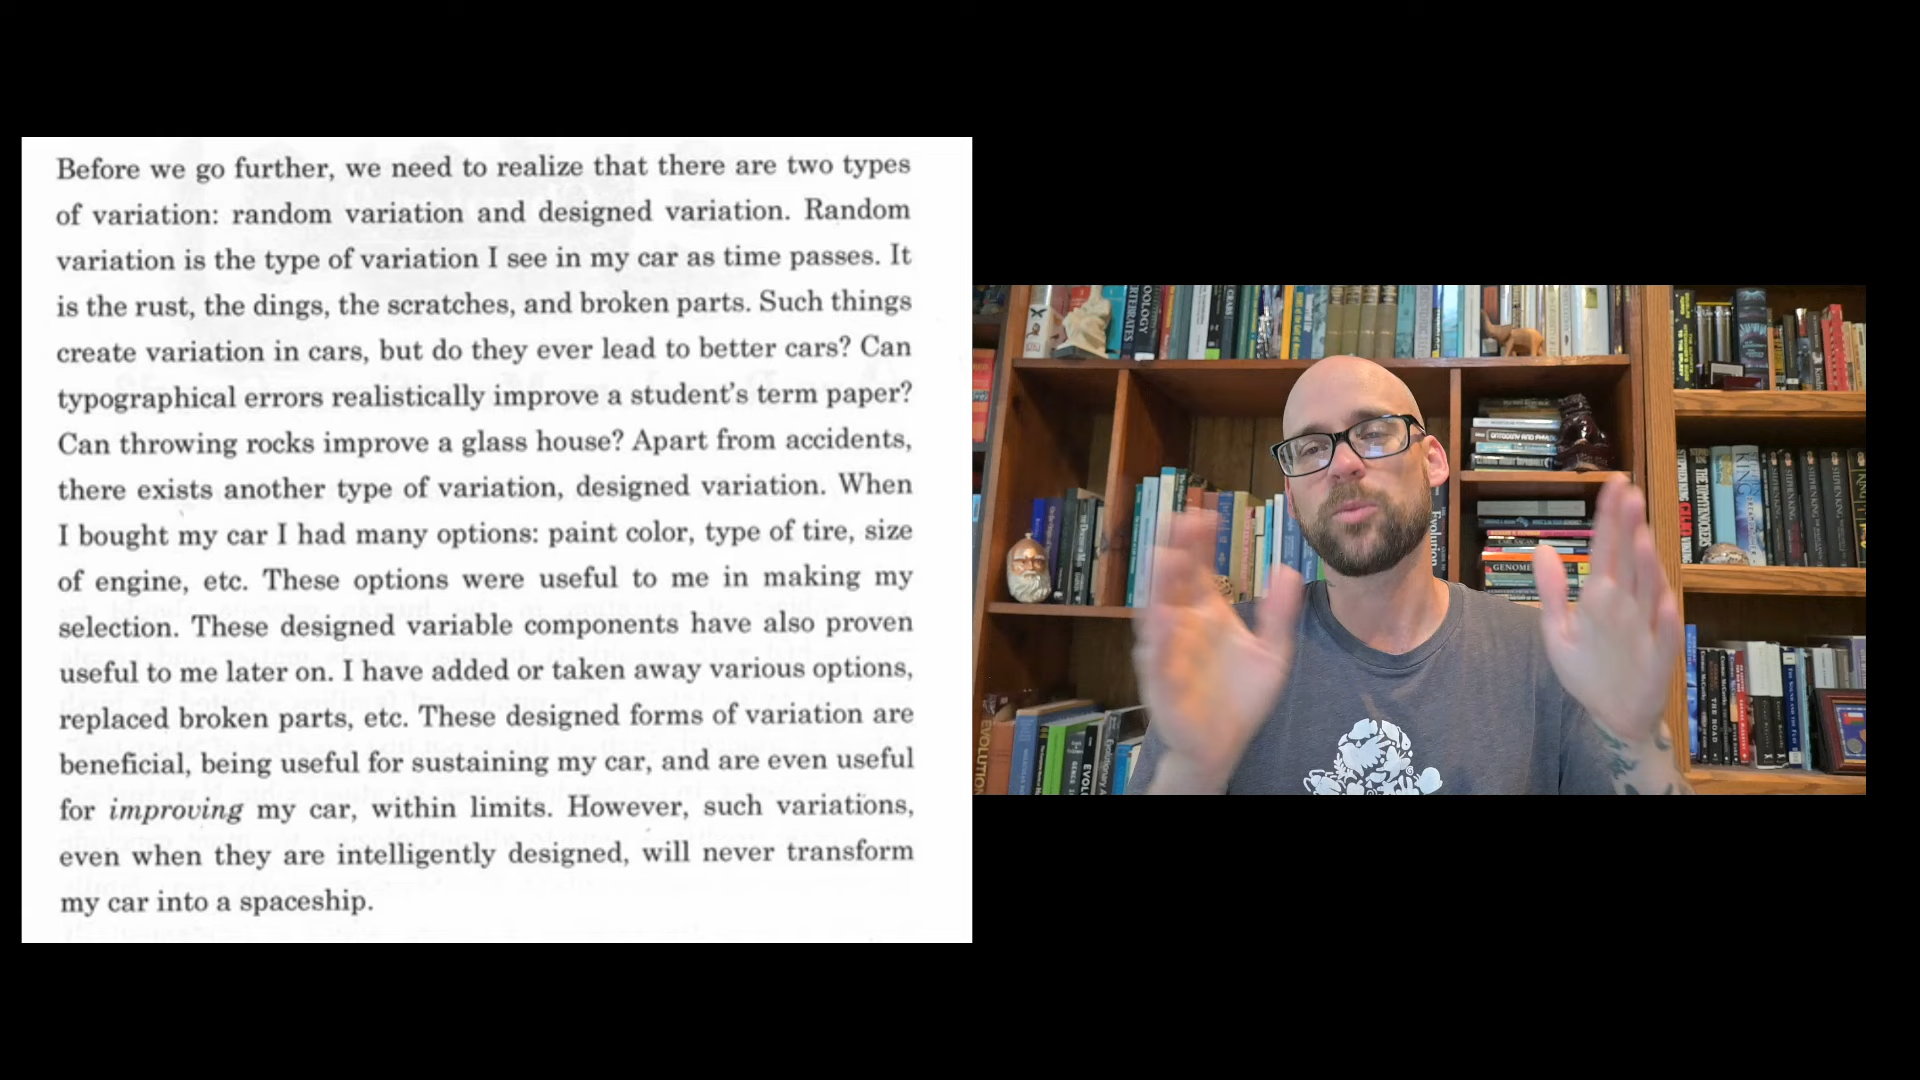 Before we go further, we need to realize that there are two types
of variation: random variation and designed variation. Random
variation is the type of variation I see in my car as time passes. It
is the rust, the dings, the scratches, and broken parts. Such things
create variation in cars, but do they ever lead to better cars? Can
typographical errors realistically improve a student's term paper?
Can throwing rocks improve a glass house? Apart from accidents,
there exists another type of variation, designed variation. When
I bought my car I had many options: paint color, type of tire, size
of engine, etc. These options were useful to me in making my
selection. These designed variable components have also proven
useful to me later on. I have added or taken away various options,
replaced broken parts, etc. These designed forms of variation are
beneficial, being useful for sustaining my car, and are even useful
for improving my car, within limits. However, such variations,
even when they are intelligently designed, will never transform
my car into a spaceship.
CRABS
GENOME
Evolution
EVOLUTION
THE ROAD
STEPHEN KING
KING